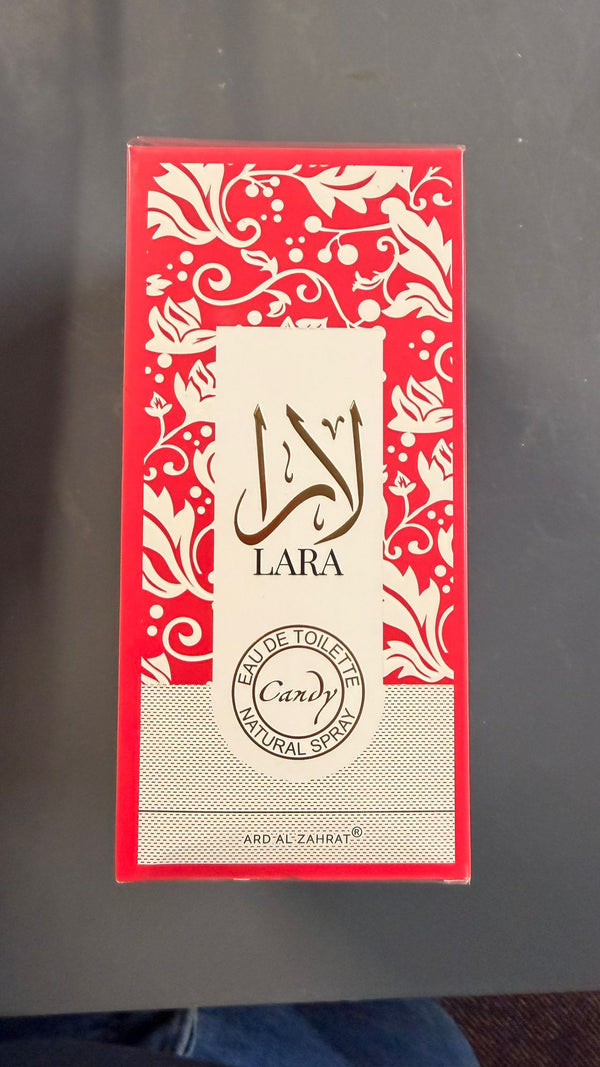 لارا
LARA
EAU DE TOILETTE
Candy
NATURAL SPRAY
ARD AL ZAHRAT®